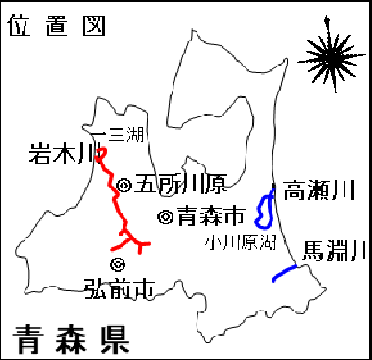 位置図
十三湖
岩木川
五所川原
高瀬川
青森市
小川原湖
馬淵川
弘前市
青森県